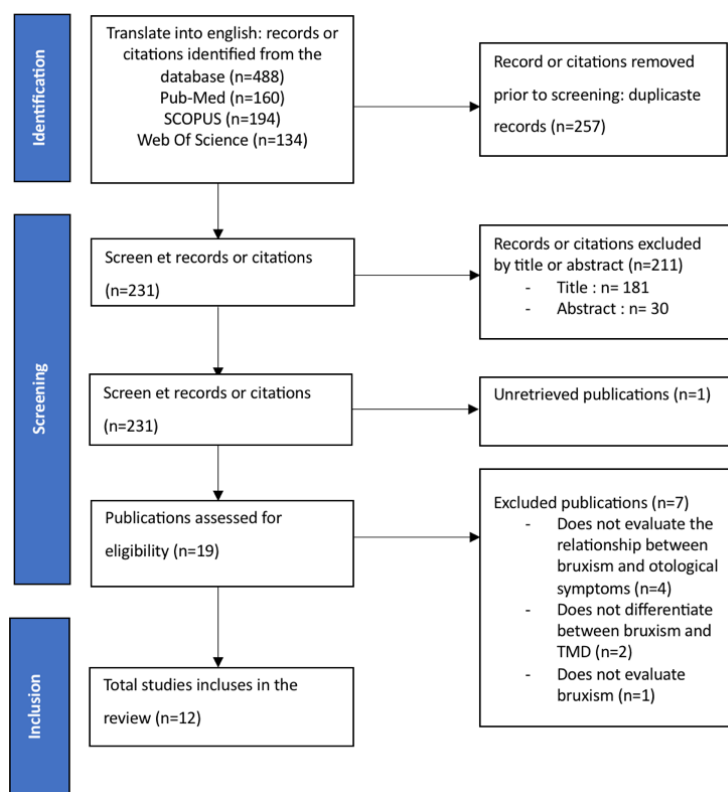 Identification
Translate into english: records or
citations identified from the
database (n=488)
Pub-Med (n=160)
SCOPUS (n=194)
Web Of Science (n=134)
Record or citations removed
prior to screening: duplicaste
records (n=257)
Screening
Screen et records or citations
(n=231)
Records or citations excluded
by title or abstract (n=211)
- Title : n= 181
- Abstract : n= 30
Screen et records or citations
(n=231)
Unretrieved publications (n=1)
Publications assessed for
eligibility (n=19)
Excluded publications (n=7)
- Does not evaluate the
relationship between
bruxism and otological
symptoms (n=4)
- Does not differentiate
between bruxism and
TMD (n=2)
- Does not evaluate
bruxism (n=1)
Inclusion
Total studies incluses in the
review (n=12)